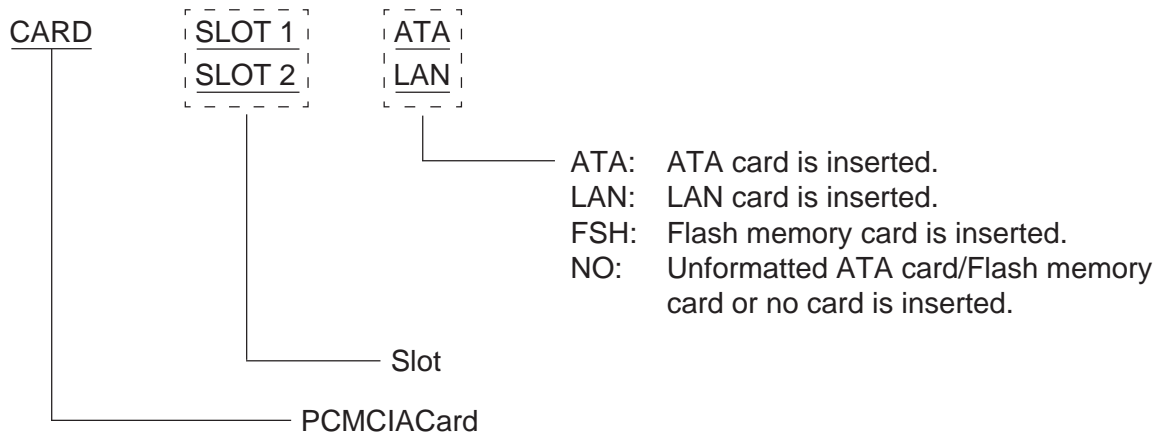 CARD SLOT 1 ATA
SLOT 2 LAN
ATA: ATA card is inserted.
LAN: LAN card is inserted.
FSH: Flash memory card is inserted.
NO: Unformatted ATA card/Flash memory
card or no card is inserted.
Slot
PCMCIACard